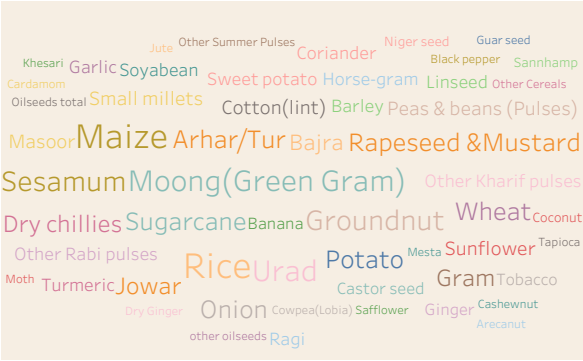 Jute Other Summer Pulses Niger seed Guar seed
Khesari Garlic Soyabean Coriander Black pepper Sannhamp
Cardamom Sweet potato Horse-gram Linseed Other Cereals
Oilseeds total Small millets Cotton(lint) Barley Peas & beans (Pulses)
Masoor Maize Arhar/Tur Bajra Rapeseed &Mustard
Sesamum Moong(Green Gram) Other Kharif pulses
Dry chillies Sugarcane Banana Groundnut Wheat Coconut
Other Rabi pulses Rice Urad Potato Mesta Sunflower Tapioca
Moth Turmeric Jowar Castor seed Gram Tobacco
Dry Ginger Onion Cowpea(Lobia) Safflower Ginger Cashewnut
other oilseeds Ragi Arecanut